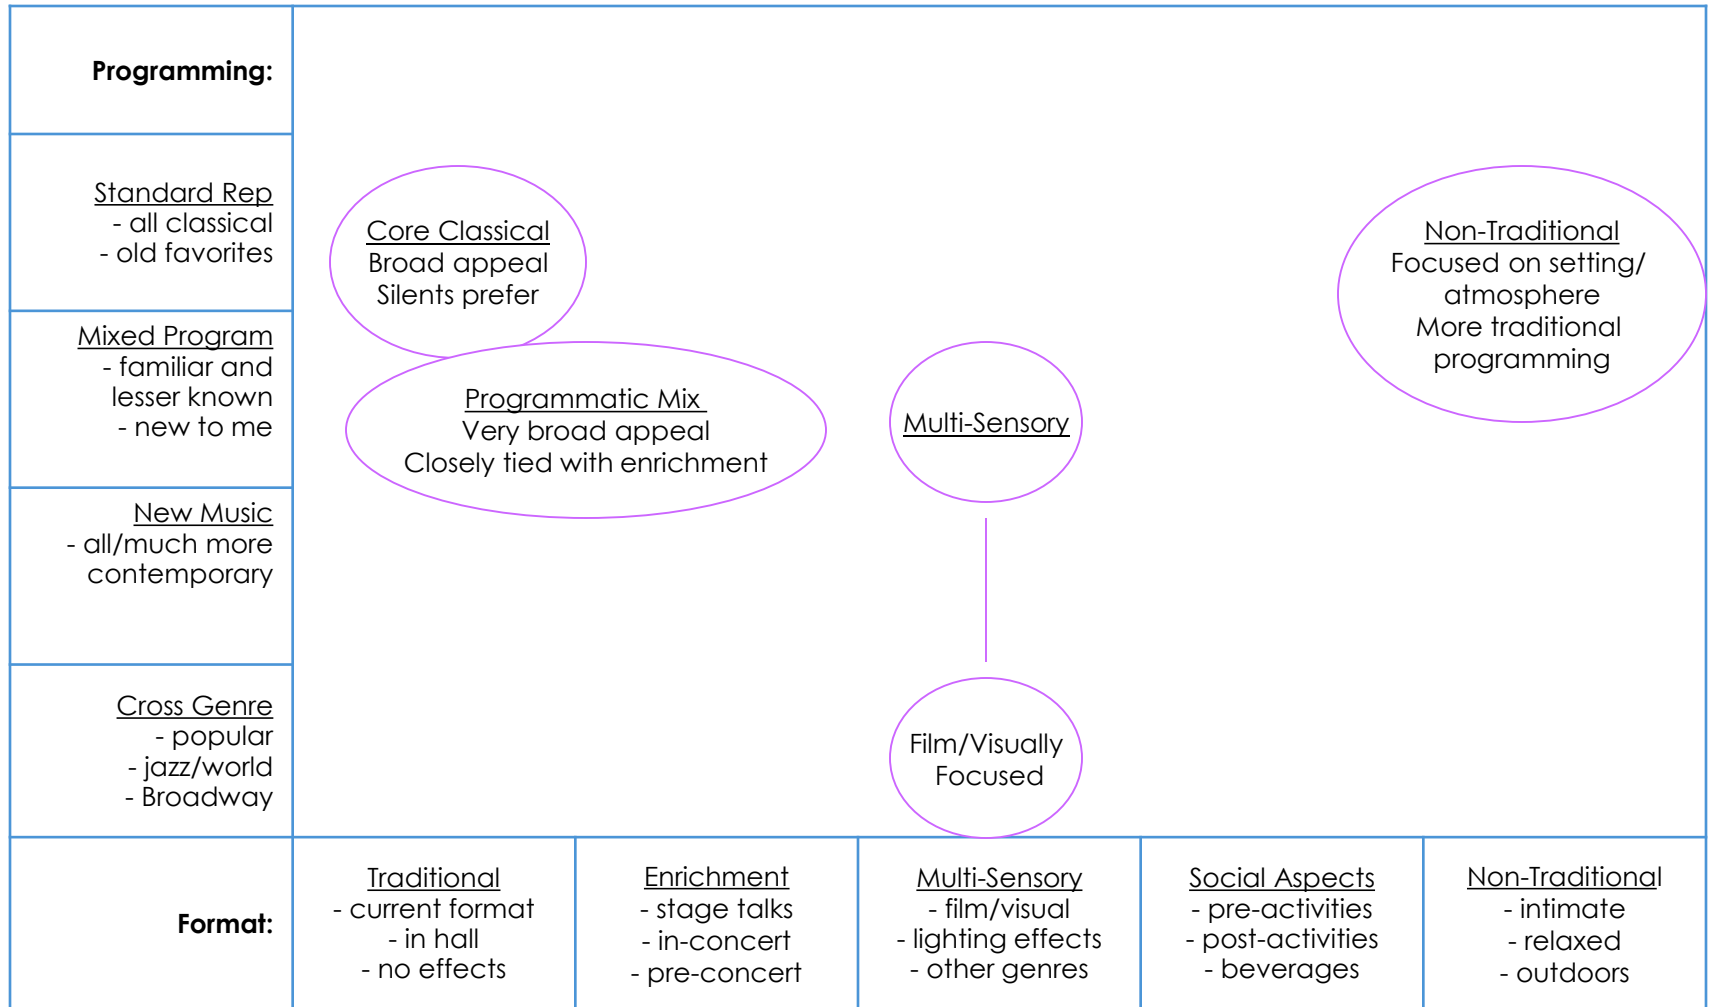 Programming:
Standard Rep
- all classical
- old favorites
Mixed Program
- familiar and
lesser known
- new to me
New Music
- all/much more
contemporary
Cross Genre
- popular
- jazz/world
- Broadway
Core Classical
Broad appeal
Silents prefer
Programmatic Mix
Very broad appeal
Closely tied with enrichment
Multi-Sensory
Film/Visually
Focused
Non-Traditional
Focused on setting/
atmosphere
More traditional
programming
Format:
Traditional
- current format
- in hall
- no effects
Enrichment
- stage talks
- in-concert
- pre-concert
Multi-Sensory
- film/visual
- lighting effects
- other genres
Social Aspects
- pre-activities
- post-activities
- beverages
Non-Traditional
- intimate
- relaxed
- outdoors